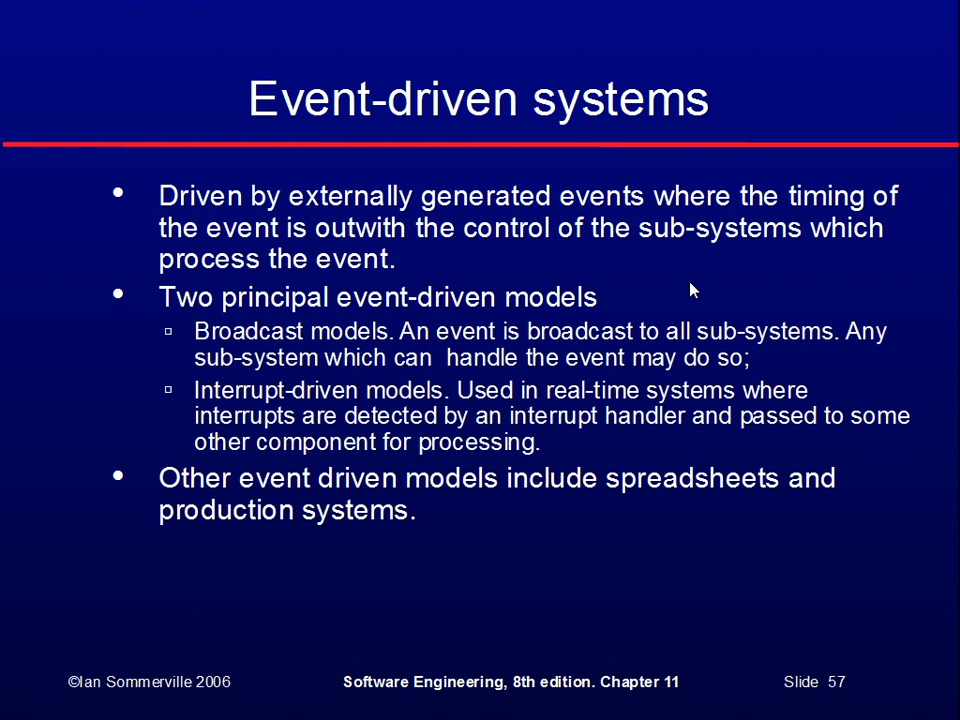 Event-driven systems
• Driven by externally generated events where the timing of
the event is outwith the control of the sub-systems which
process the event.
• Two principal event-driven models
▫ Broadcast models. An event is broadcast to all sub-systems. Any
sub-system which can handle the event may do so;
▫ Interrupt-driven models. Used in real-time systems where
interrupts are detected by an interrupt handler and passed to some
other component for processing.
• Other event driven models include spreadsheets and
production systems.
©Ian Sommerville 2006 Software Engineering, 8th edition. Chapter 11 Slide 57